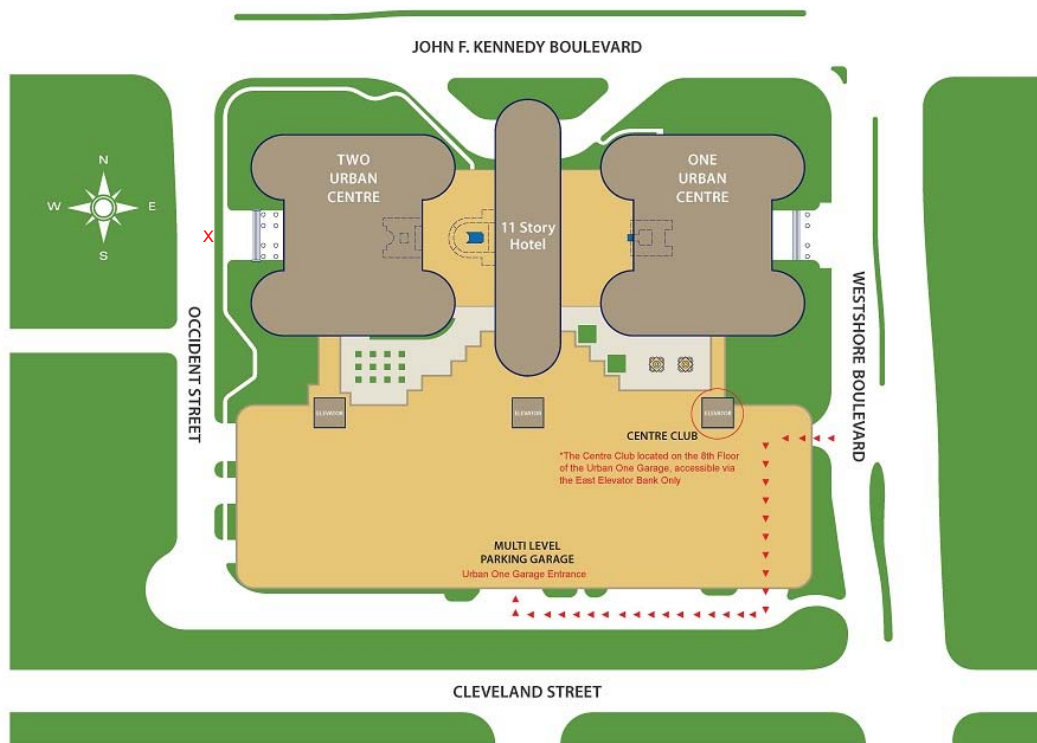 JOHN F. KENNEDY BOULEVARD
TWO
URBAN
CENTRE
ONE
URBAN
CENTRE
N
W
E
S
X
11 Story
Hotel
OCCIDENT STREET
WESTSHORE BOULEVARD
ELEVATOR
ELEVATOR
ELEVATOR
CENTRE CLUB
*The Centre Club located on the 8th Floor
of the Urban One Garage, accessible via
the East Elevator Bank Only
MULTI LEVEL
PARKING GARAGE
Urban One Garage Entrance
CLEVELAND STREET